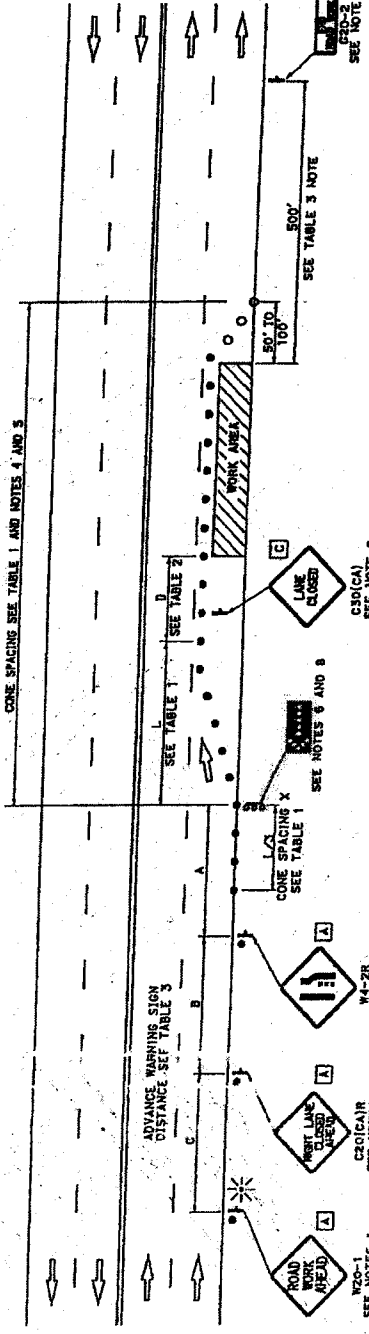 CONE SPACING SEE TABLE 1 AND NOTES 4 AND 5
ADVANCE WARNING SIGN
DISTANCE SEE TABLE 3
C
B
A
L
SEE TABLE 1
D
SEE TABLE 2
WORK AREA
50' TO
100'
500'
SEE TABLE 3 NOTE
L/3
CONE SPACING X
SEE TABLE 1
SEE NOTES 6 AND 8
ROAD
WORK
AHEAD
A
W20-1
RIGHT LANE
CLOSED
AHEAD
A
C20(CA)R
A
W4-2R
LANE
CLOSED
C
C30(CA)
C20-2
SEE NOTE